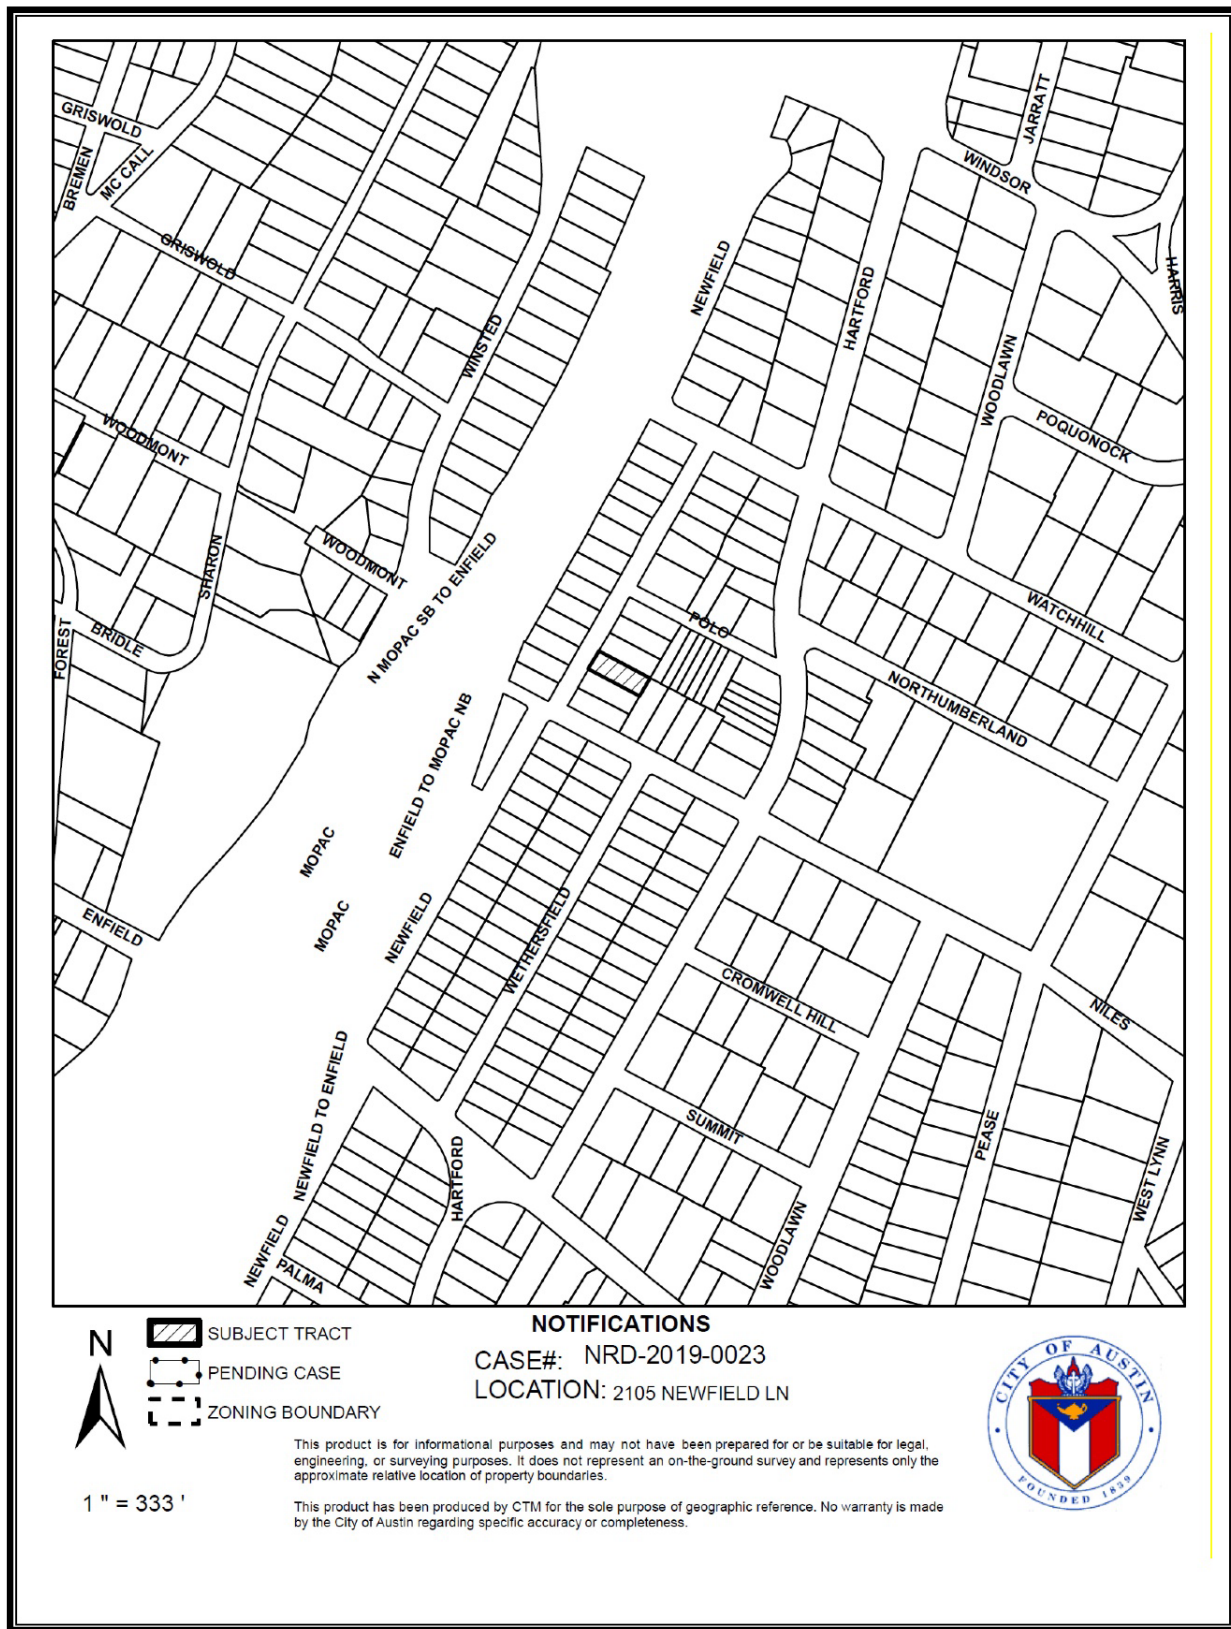 JARRATT
GRISWOLD
BREMEN
MC CALL
WINDSOR
GRISWOLD
NEWFIELD
HARRIS
HARTFORD
WINSTED
WOODLAWN
WOODMONT
POQUONOCK
SHARON
WOODMONT
N MOPAC SB TO ENFIELD
WATCHHILL
POLO
FOREST
BRIDLE
NORTHUMBERLAND
ENFIELD TO MOPAC NB
MOPAC
MOPAC
ENFIELD
NEWFIELD
WETHERSFIELD
CROMWELL HILL
NILES
NEWFIELD TO ENFIELD
SUMMIT
PEASE
HARTFORD
WEST LYNN
NEWFIELD
PALMA
WOODLAWN
N
SUBJECT TRACT
PENDING CASE
ZONING BOUNDARY
1 " = 333 '
NOTIFICATIONS
CASE#: NRD-2019-0023
LOCATION: 2105 NEWFIELD LN
This product is for informational purposes and may not have been prepared for or be suitable for legal,
engineering, or surveying purposes. It does not represent an on-the-ground survey and represents only the
approximate relative location of property boundaries.
This product has been produced by CTM for the sole purpose of geographic reference. No warranty is made
by the City of Austin regarding specific accuracy or completeness.
CITY OF AUSTIN
FOUNDED 1839